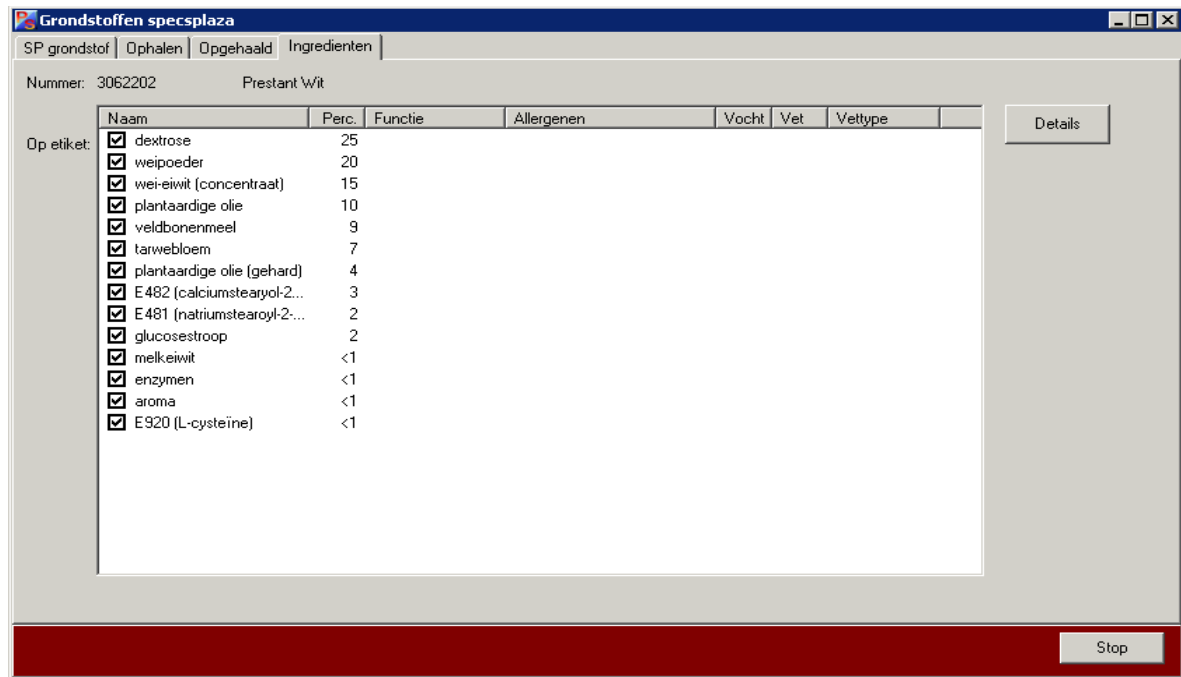 Grondstoffen specsplaza
SP grondstof Ophalen Opgehaald Ingredienten
Nummer: 3062202 Prestant Wit
Naam Perc. Functie Allergenen Vocht Vet Vettype
Details
Op etiket: dextrose 25
weipoeder 20
wei-eiwit (concentraat) 15
plantaardige olie 10
veldbonenmeel 9
tarwebloem 7
plantaardige olie (gehard) 4
E482 (calciumstearyol-2... 3
E481 (natriumstearoyl-2-... 2
glucosestroop 2
melkeiwit <1
enzymen <1
aroma <1
E920 (L-cysteïne) <1
Stop